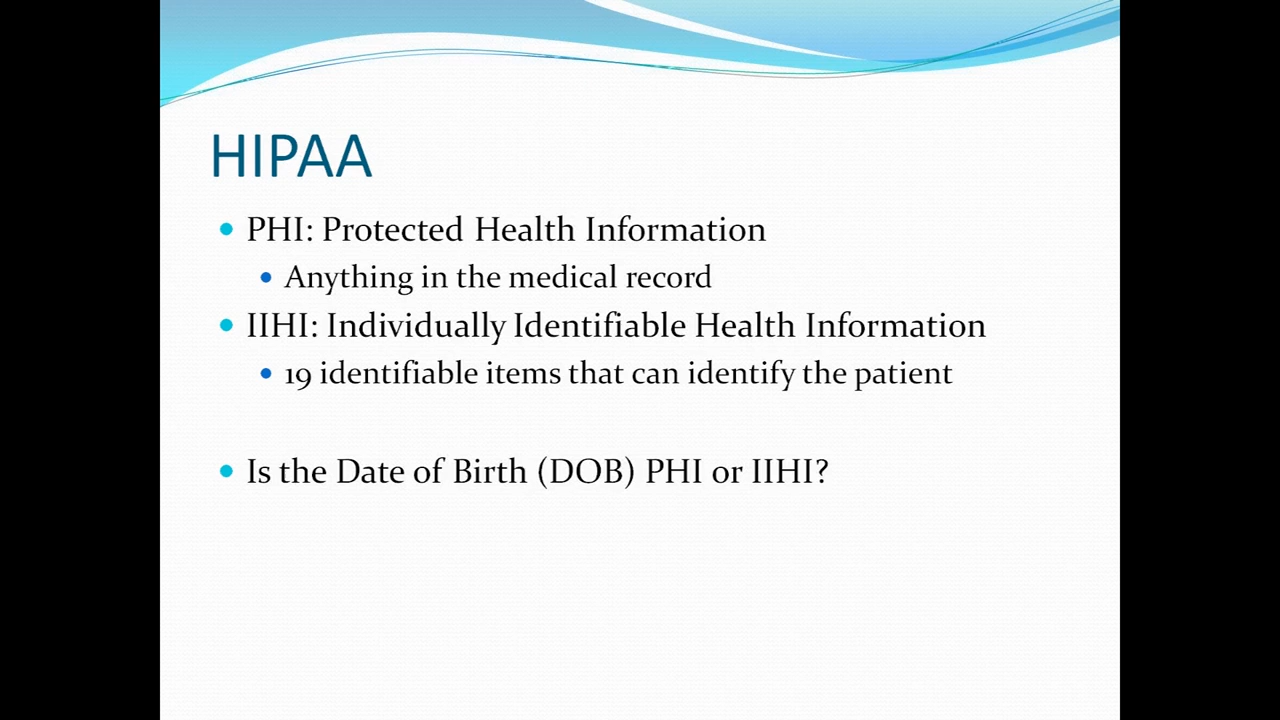 HIPAA
PHI: Protected Health Information
Anything in the medical record
IIHI: Individually Identifiable Health Information
19 identifiable items that can identify the patient
Is the Date of Birth (DOB) PHI or IIHI?